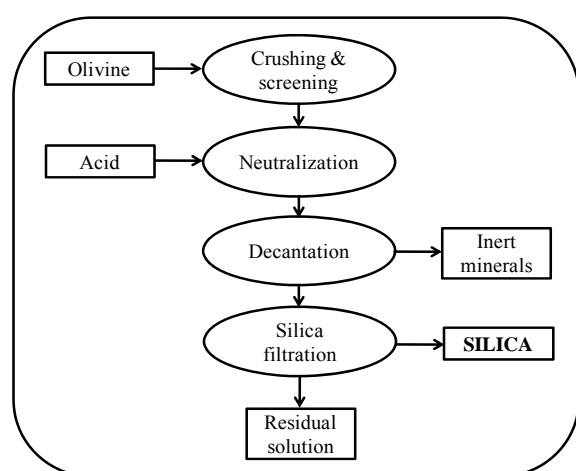 Crushing &
screening
Olivine
Neutralization
Acid
Decantation
Inert
minerals
Silica
filtration
SILICA
Residual
solution